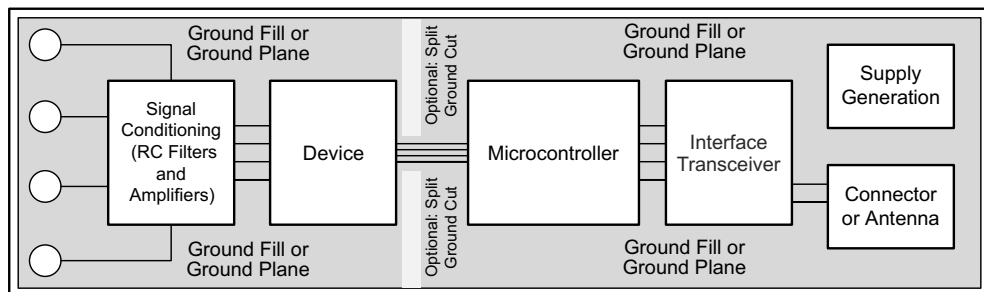 Ground Fill or
Ground Plane
Optional: Split
Ground Cut
Ground Fill or
Ground Plane
Supply
Generation
Signal
Conditioning
(RC Filters
and
Amplifiers)
Device
Microcontroller
Interface
Transceiver
Connector
or Antenna
Ground Fill or
Ground Plane
Optional: Split
Ground Cut
Ground Fill or
Ground Plane